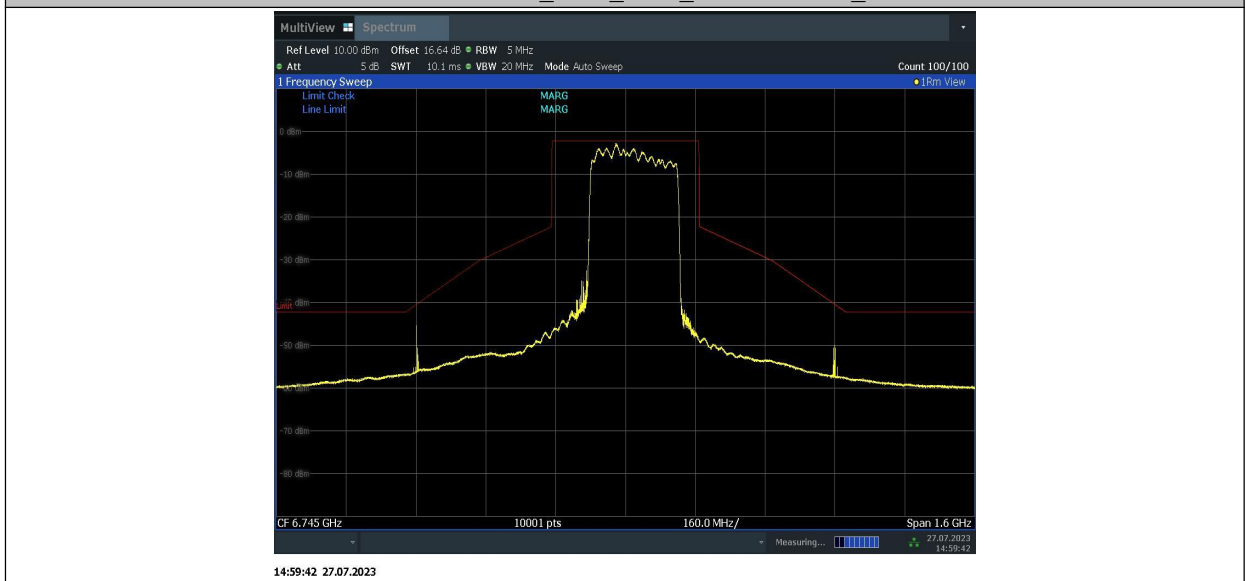 MultiView Spectrum
Ref Level 10.00 dBm Offset 16.64 dB RBW 5 MHz
Att 5 dB SWT 10.1 ms VBW 20 MHz Mode Auto Sweep Count 100/100
1 Frequency Sweep 1Rm View
Limit Check MARG
Line Limit MARG
0 dBm
-10 dBm
-20 dBm
-30 dBm
-50 dBm
-70 dBm
-80 dBm
CF 6.745 GHz 10001 pts 160.0 MHz/ Span 1.6 GHz
Measuring... 27.07.2023
14:59:42
14:59:42 27.07.2023